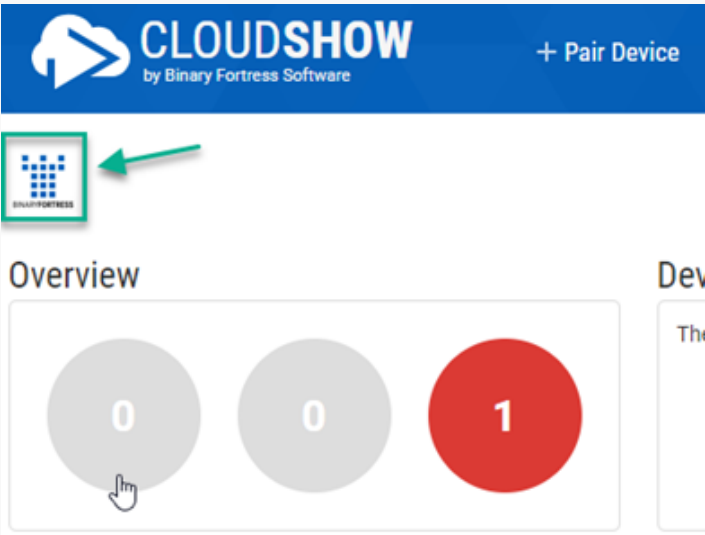 CLOUDSHOW
by Binary Fortress Software
+ Pair Device
BINARYFORTRESS
Overview
Dev
0
0
1
The